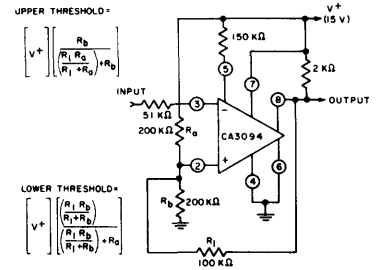 UPPER THRESHOLD=
[V+] [Rb / ((R1 Ra / R1 + Ra) + Rb)]
V+
(15 V)
150 KΩ
5
7
2 KΩ
INPUT
3
8
OUTPUT
51 KΩ
200 KΩ Ra
CA3094
2
4
6
LOWER THRESHOLD=
[V+] [(R1 Rb / R1 + Rb) / ((R1 Rb / R1 + Rb) + Ra)]
Rb 200 KΩ
R1
100 KΩ